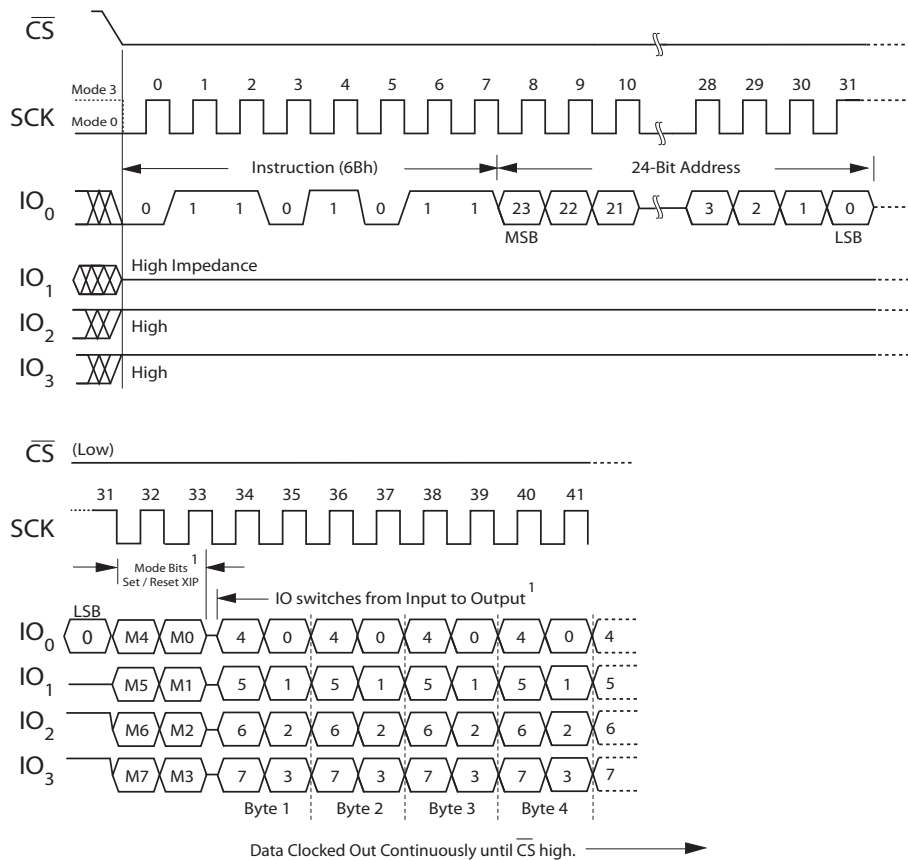 CS
Mode 3
0 1 2 3 4 5 6 7 8 9 10 28 29 30 31
SCK
Mode 0
Instruction (6Bh) 24-Bit Address
IO0 0 1 1 0 1 0 1 1 23 22 21 3 2 1 0
MSB LSB
High Impedance
IO1
IO2 High
IO3 High
CS (Low)
31 32 33 34 35 36 37 38 39 40 41
SCK
Mode Bits 1
Set / Reset XIP
IO switches from Input to Output 1
LSB
IO0 0 M4 M0 4 0 4 0 4 0 4 0 4
IO1 M5 M1 5 1 5 1 5 1 5 1 5
IO2 M6 M2 6 2 6 2 6 2 6 2 6
IO3 M7 M3 7 3 7 3 7 3 7 3 7
Byte 1 Byte 2 Byte 3 Byte 4
Data Clocked Out Continuously until CS high.